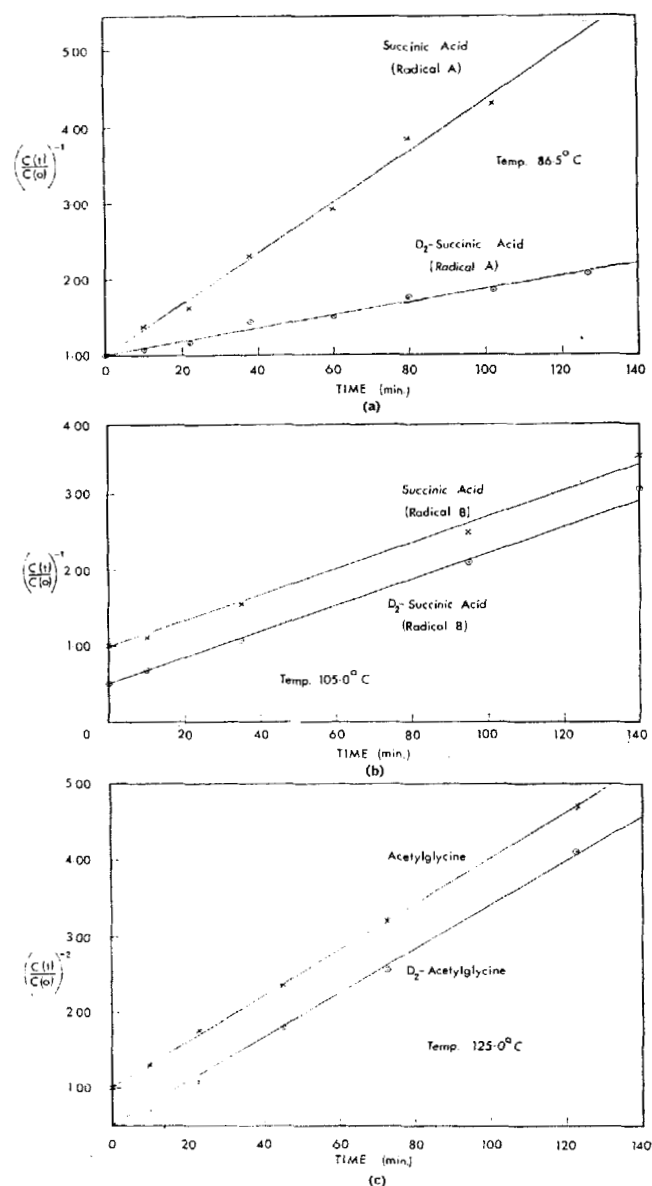 5·00
4·00
3·00
2·00
1·00
(C(t)/C(o))⁻¹
Succinic Acid
(Radical A)
Temp. 86·5°C
D₂-Succinic Acid
(Radical A)
0 20 40 60 80 100 120 140
TIME (min.)
(a)
4·00
3·00
2·00
1·00
0
(C(t)/C(o))⁻¹
Succinic Acid
(Radical B)
D₂-Succinic Acid
(Radical B)
Temp. 105·0°C
0 20 40 60 80 100 120 140
TIME (min.)
(b)
5·00
4·00
3·00
2·00
1·00
(C(t)/C(o))⁻²
Acetylglycine
D₂-Acetylglycine
Temp. 125·0°C
0 20 40 60 80 100 120 140
TIME (min.)
(c)